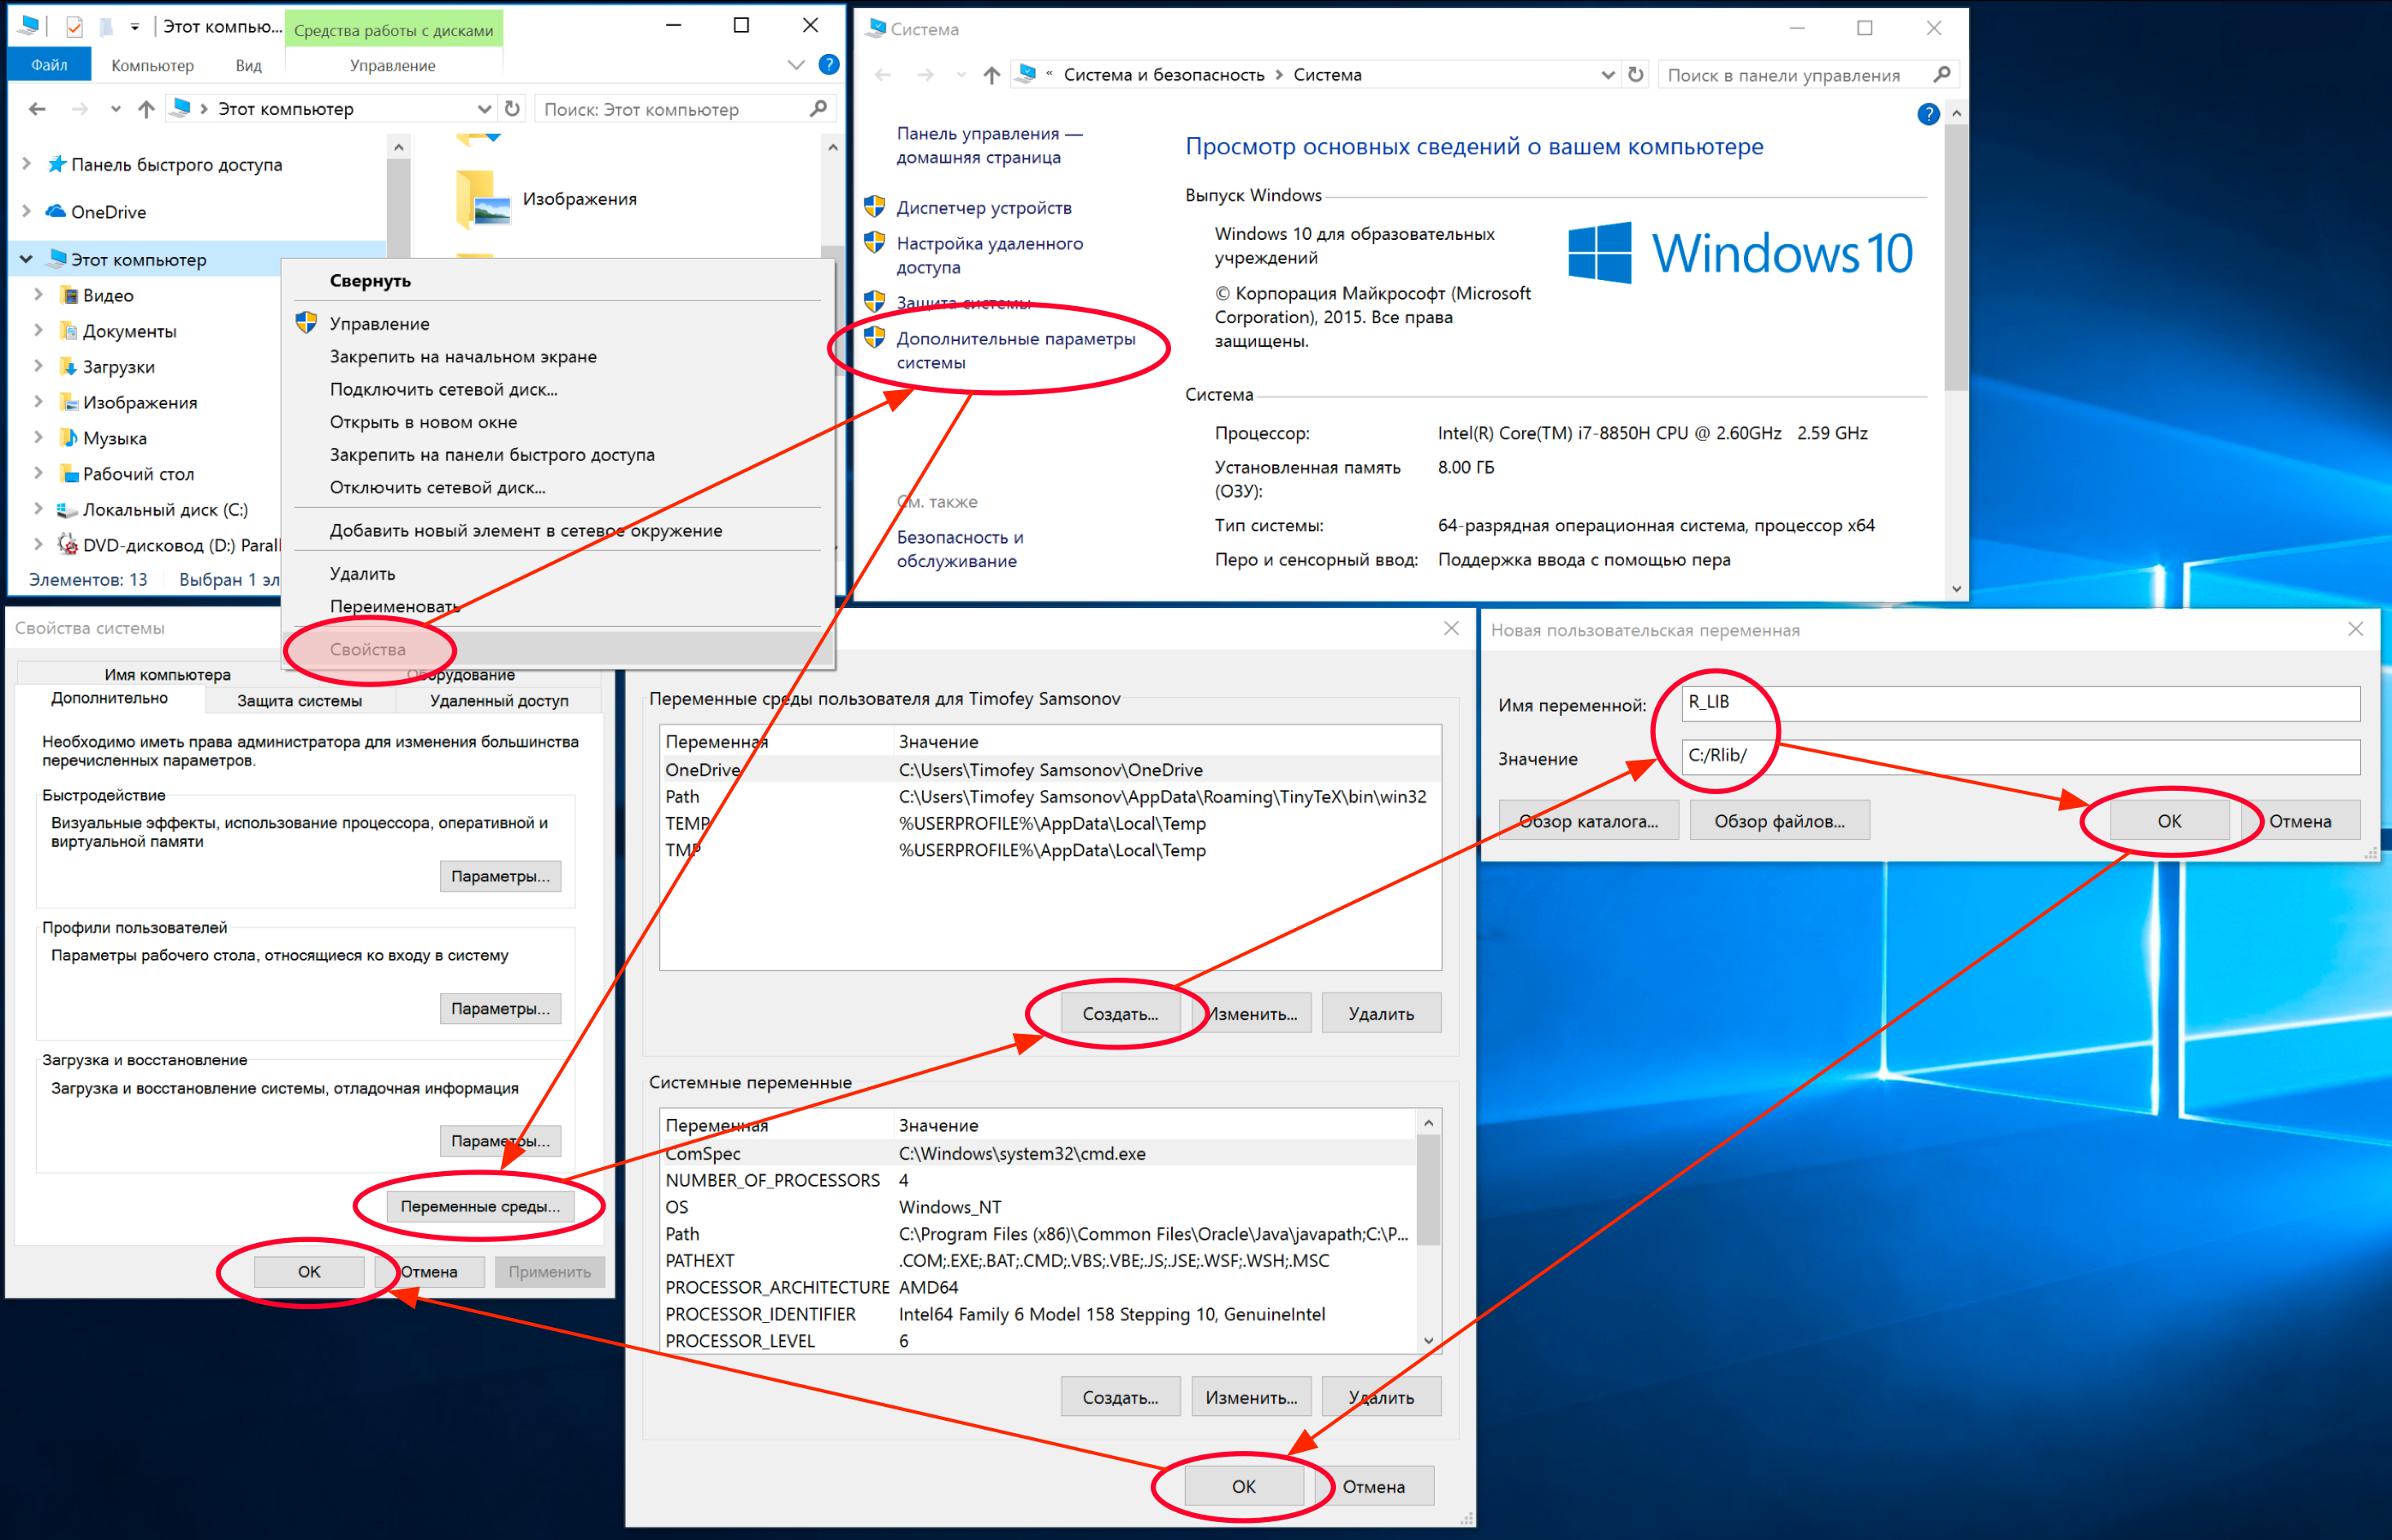 Этот компью...
Средства работы с дисками
Файл
Компьютер
Вид
Управление
Этот компьютер
Поиск: Этот компьютер
Панель быстрого доступа
OneDrive
Этот компьютер
Видео
Документы
Загрузки
Изображения
Музыка
Рабочий стол
Локальный диск (C:)
DVD-дисковод (D:) Paral
Элементов: 13
Выбран 1 эл
Изображения
Свернуть
Управление
Закрепить на начальном экране
Подключить сетевой диск...
Открыть в новом окне
Закрепить на панели быстрого доступа
Отключить сетевой диск...
Добавить новый элемент в сетевое окружение
Удалить
Переименовать
Свойства
Система
« Система и безопасность > Система
Поиск в панели управления
Панель управления —
домашняя страница
Диспетчер устройств
Настройка удаленного
доступа
Защита системы
Дополнительные параметры
системы
См. также
Безопасность и
обслуживание
Просмотр основных сведений о вашем компьютере
Выпуск Windows
Windows 10 для образовательных
учреждений
© Корпорация Майкрософт (Microsoft
Corporation), 2015. Все права
защищены.
Windows 10
Система
Процессор: Intel(R) Core(TM) i7-8850H CPU @ 2.60GHz 2.59 GHz
Установленная память
(ОЗУ):
8.00 ГБ
Тип системы: 64-разрядная операционная система, процессор x64
Перо и сенсорный ввод: Поддержка ввода с помощью пера
Свойства системы
Имя компьютера
Оборудование
Дополнительно
Защита системы
Удаленный доступ
Необходимо иметь права администратора для изменения большинства
перечисленных параметров.
Быстродействие
Визуальные эффекты, использование процессора, оперативной и
виртуальной памяти
Параметры...
Профили пользователей
Параметры рабочего стола, относящиеся ко входу в систему
Параметры...
Загрузка и восстановление
Загрузка и восстановление системы, отладочная информация
Параметры...
Переменные среды...
OK
Отмена
Применить
Переменные среды пользователя для Timofey Samsonov
Переменная Значение
OneDrive C:\Users\Timofey Samsonov\OneDrive
Path C:\Users\Timofey Samsonov\AppData\Roaming\TinyTeX\bin\win32
TEMP %USERPROFILE%\AppData\Local\Temp
TMP %USERPROFILE%\AppData\Local\Temp
Создать...
Изменить...
Удалить
Системные переменные
Переменная Значение
ComSpec C:\Windows\system32\cmd.exe
NUMBER_OF_PROCESSORS 4
OS Windows_NT
Path C:\Program Files (x86)\Common Files\Oracle\Java\javapath;C:\P...
PATHEXT .COM;.EXE;.BAT;.CMD;.VBS;.VBE;.JS;.JSE;.WSF;.WSH;.MSC
PROCESSOR_ARCHITECTURE AMD64
PROCESSOR_IDENTIFIER Intel64 Family 6 Model 158 Stepping 10, GenuineIntel
PROCESSOR_LEVEL 6
Создать...
Изменить...
Удалить
OK
Отмена
Новая пользовательская переменная
Имя переменной: R_LIB
Значение C:/Rlib/
Обзор каталога...
Обзор файлов...
OK
Отмена